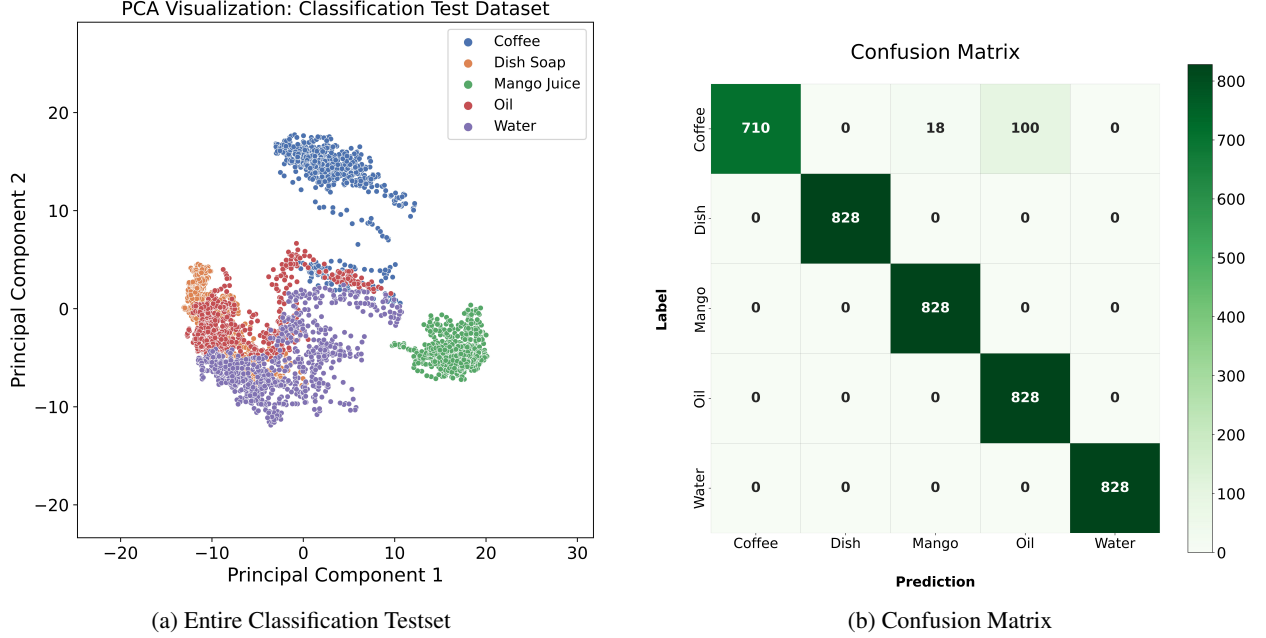 PCA Visualization: Classification Test Dataset
Coffee
Dish Soap
Mango Juice
Oil
Water
Principal Component 2
20
10
0
−10
−20
−20 −10 0 10 20 30
Principal Component 1
(a) Entire Classification Testset
Confusion Matrix
Label
Coffee 710 0 18 100 0
Dish 0 828 0 0 0
Mango 0 0 828 0 0
Oil 0 0 0 828 0
Water 0 0 0 0 828
Coffee Dish Mango Oil Water
Prediction
800
700
600
500
400
300
200
100
0
(b) Confusion Matrix